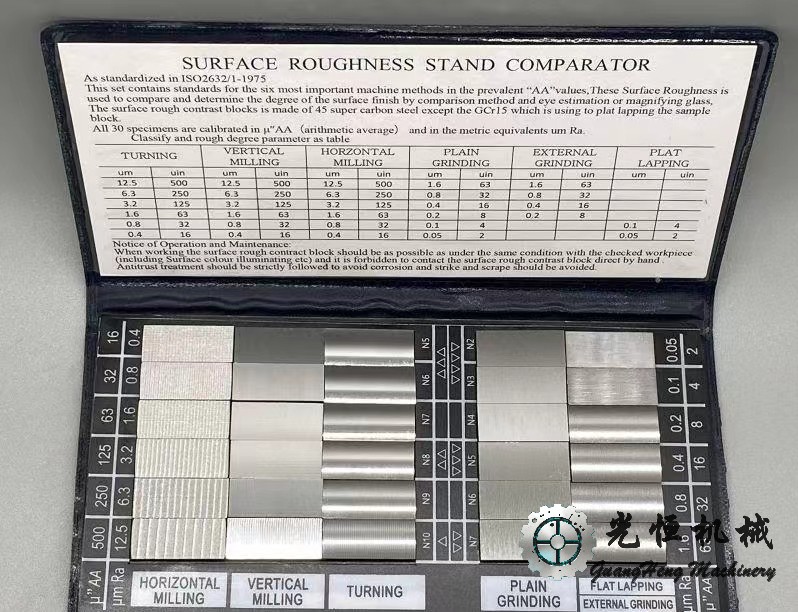 SURFACE ROUGHNESS STAND COMPARATOR
As standardized in ISO2632/1-1975
This set contains standards for the six most important machine methods in the prevalent “AA”values,These Surface Roughness is
used to compare and determine the degree of the surface finish by comparison method and eye estimation or magnifying glass,
The surface rough contrast blocks is made of 45 super carbon steel except the GCr15 which is using to plat lapping the sample
block.
All 30 specimens are calibrated in µ"AA (arithmetic average) and in the metric equivalents um Ra.
Classify and rough degree parameter as table
TURNING VERTICAL MILLING HORZONTAL MILLING PLAIN GRINDING EXTERNAL GRINDING PLAT LAPPING
um uin um uin um uin um uin um uin um uin
12.5 500 12.5 500 12.5 500 1.6 63 1.6 63
6.3 250 6.3 250 6.3 250 0.8 32 0.8 32
3.2 125 3.2 125 3.2 125 0.4 16 0.4 16
1.6 63 1.6 63 1.6 63 0.2 8 0.2 8
0.8 32 0.8 32 0.8 32 0.1 4 0.1 4
0.4 16 0.4 16 0.4 16 0.05 2 0.05 2
Notice of Operation and Maintenance:
When working the surface rough contract block should be as possible as under the same condition with the checked workpiece
(including Surface colour illuminating etc) and it is forbidden to contact the surface rough contrast block direct by hand .
Antitrust treatment should be strictly followed to avoid corrosion and strike and scrape should be avoided.
16 0.4 N5 N2 0.05 2
32 0.8 N6 N3 0.1 4
63 1.6 N7 N4 0.2 8
125 3.2 N8 N5 0.4 16
250 6.3 N9 N6 0.8 32
500 12.5 N10 N7 1.6 63
µ"AA µm Ra HORIZONTAL MILLING VERTICAL MILLING TURNING PLAIN GRINDING FLAT LAPPING EXTERNAL GRINDING µm Ra µ"AA
光恒机械
GuangHeng Machinery